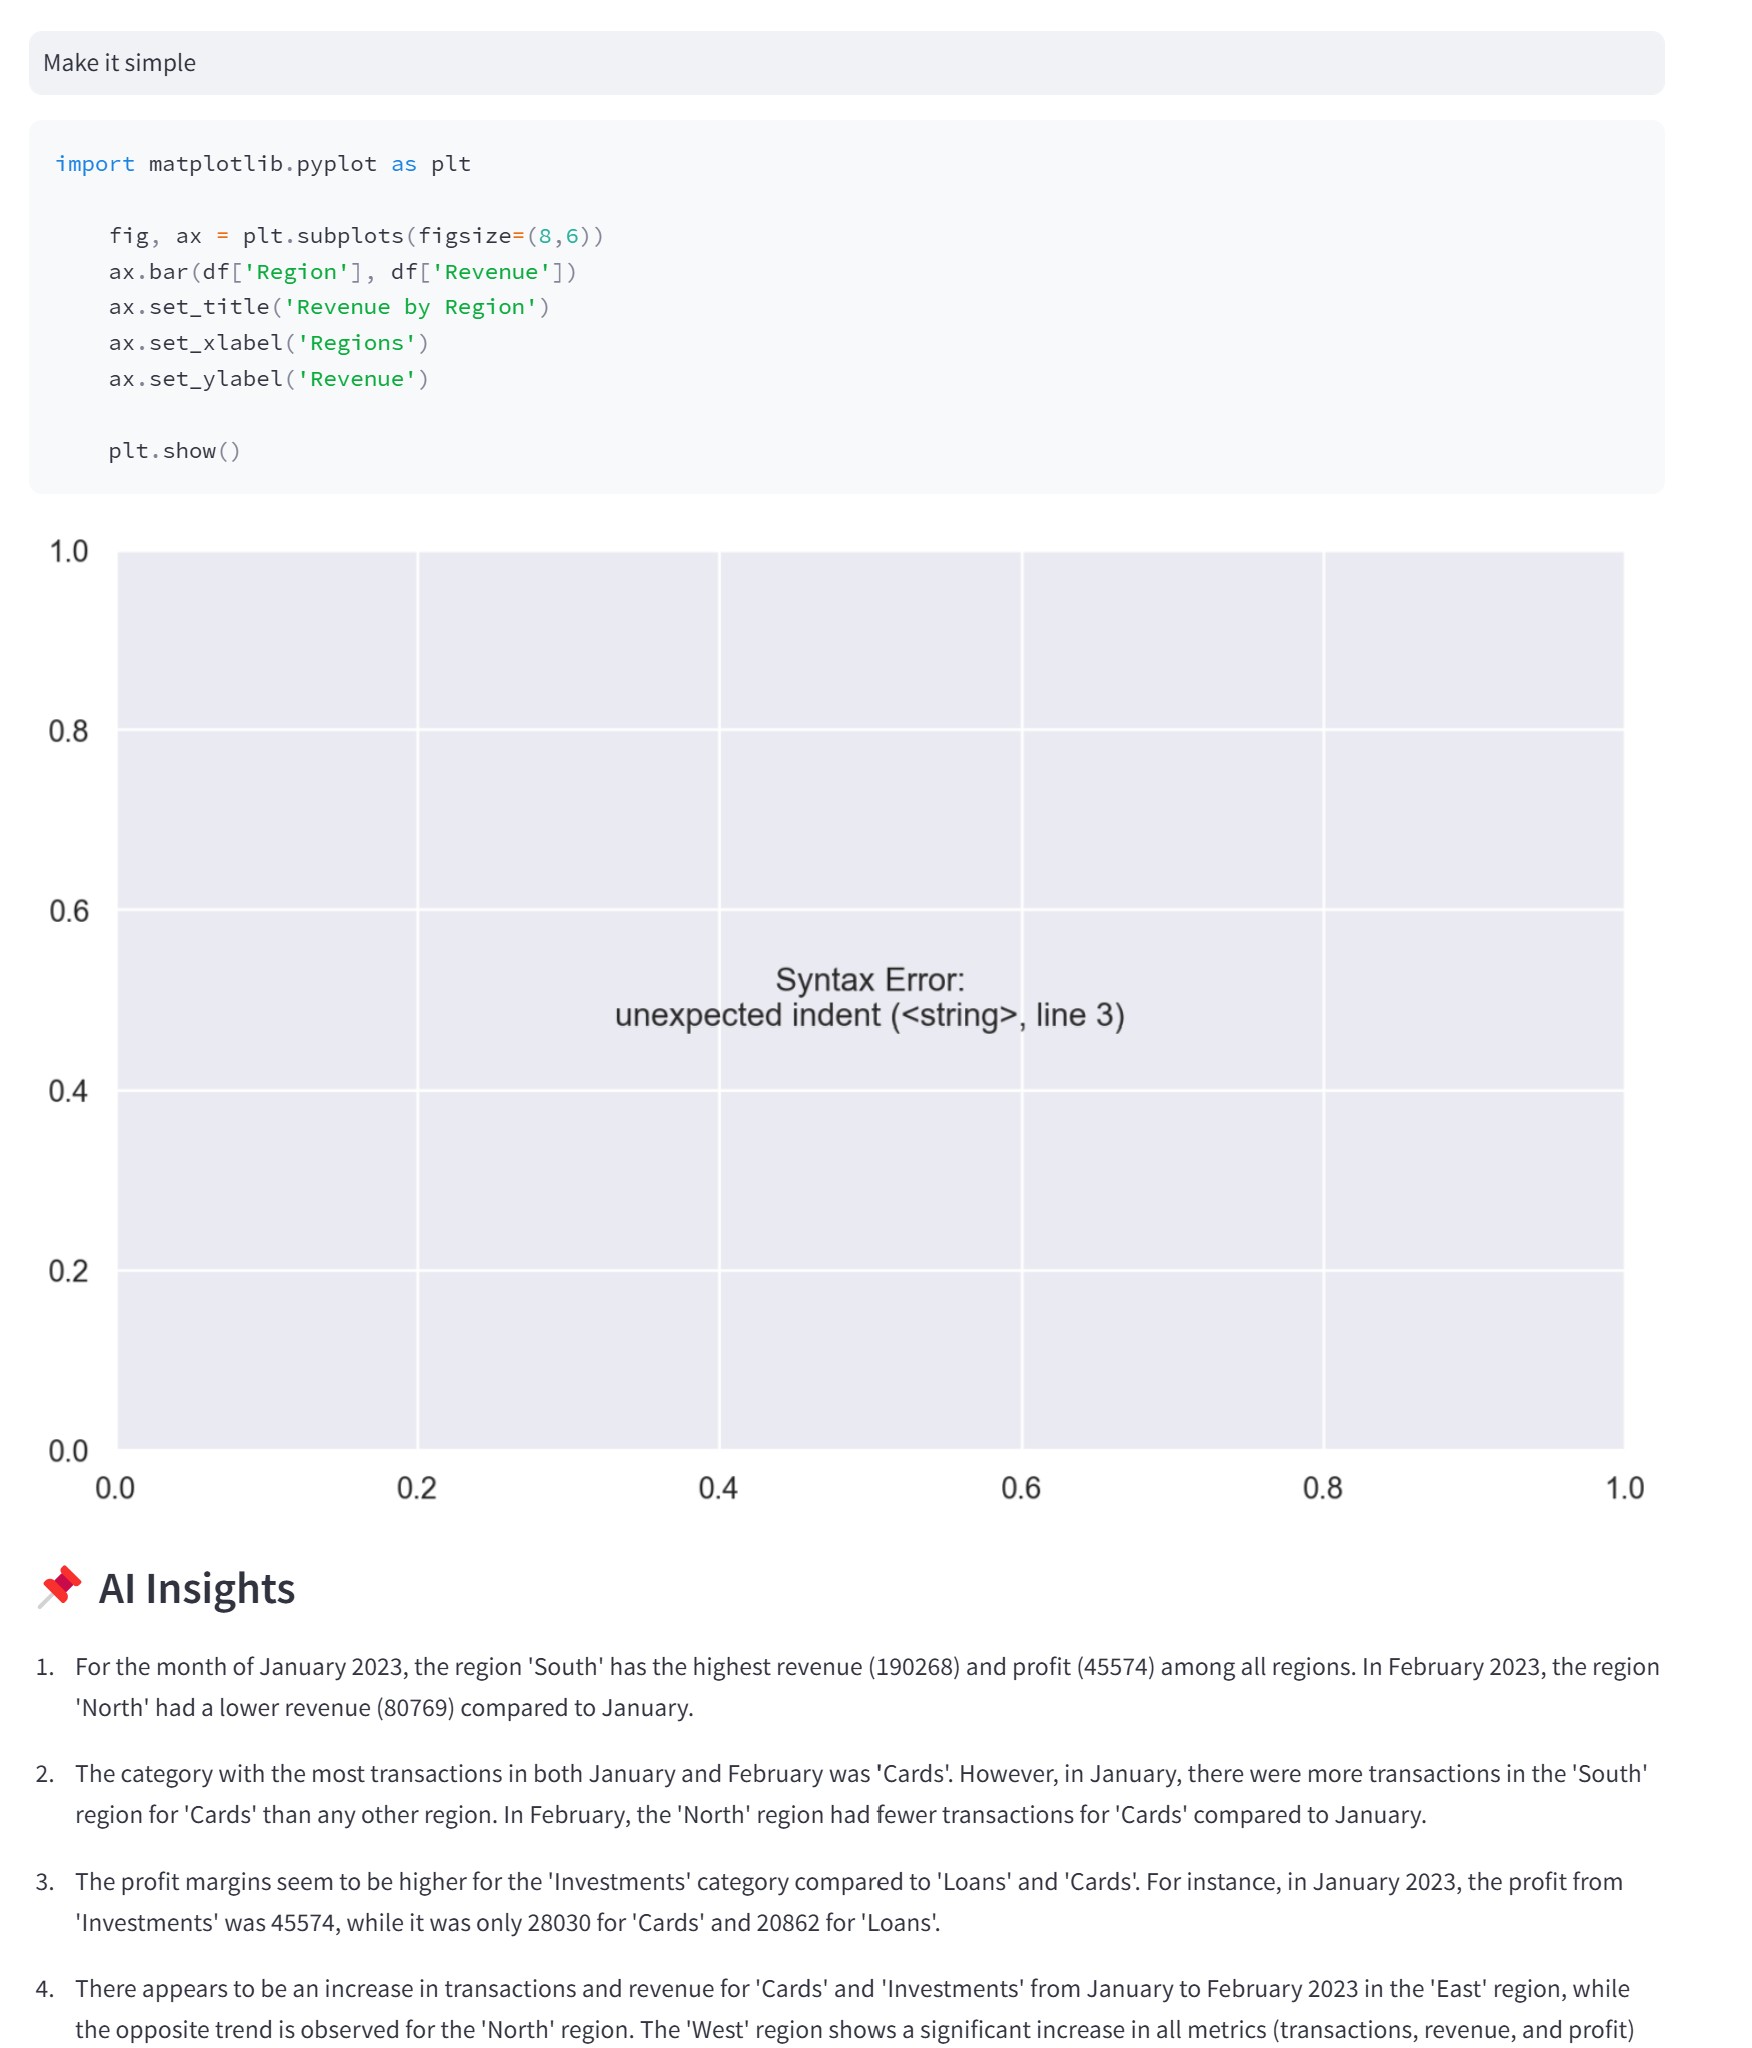 Make it simple
import matplotlib.pyplot as plt
fig, ax = plt.subplots(figsize=(8,6))
ax.bar(df['Region'], df['Revenue'])
ax.set_title('Revenue by Region')
ax.set_xlabel('Regions')
ax.set_ylabel('Revenue')
plt.show()
1.0
0.8
0.6
Syntax Error:
unexpected indent (<string>, line 3)
0.4
0.2
0.0
0.0 0.2 0.4 0.6 0.8 1.0
📌 AI Insights
1. For the month of January 2023, the region 'South' has the highest revenue (190268) and profit (45574) among all regions. In February 2023, the region
'North' had a lower revenue (80769) compared to January.
2. The category with the most transactions in both January and February was 'Cards'. However, in January, there were more transactions in the 'South'
region for 'Cards' than any other region. In February, the 'North' region had fewer transactions for 'Cards' compared to January.
3. The profit margins seem to be higher for the 'Investments' category compared to 'Loans' and 'Cards'. For instance, in January 2023, the profit from
'Investments' was 45574, while it was only 28030 for 'Cards' and 20862 for 'Loans'.
4. There appears to be an increase in transactions and revenue for 'Cards' and 'Investments' from January to February 2023 in the 'East' region, while
the opposite trend is observed for the 'North' region. The 'West' region shows a significant increase in all metrics (transactions, revenue, and profit)